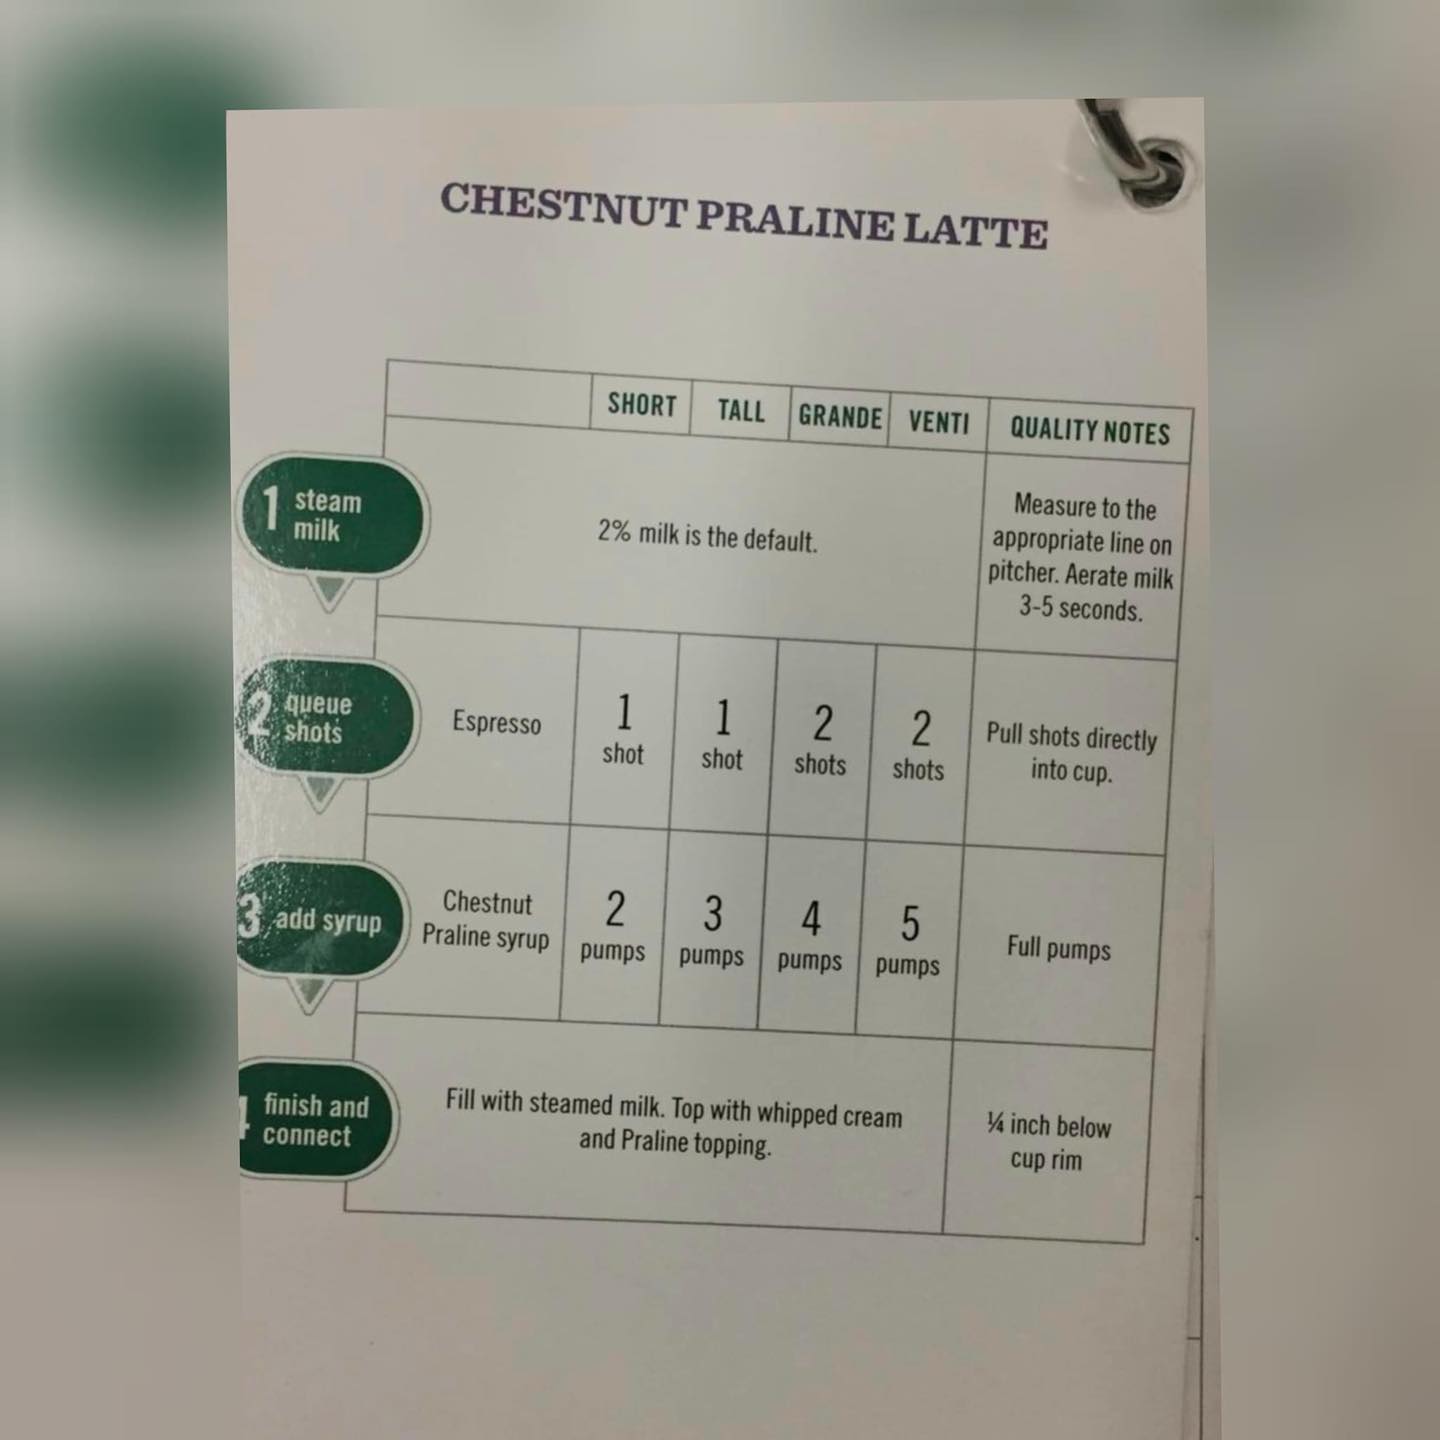 CHESTNUT PRALINE LATTE
SHORT TALL GRANDE VENTI QUALITY NOTES
1 steam
milk
2% milk is the default.
Measure to the
appropriate line on
pitcher. Aerate milk
3-5 seconds.
2 queue
shots
Espresso
1
shot
1
shot
2
shots
2
shots
Pull shots directly
into cup.
3 add syrup
Chestnut
Praline syrup
2
pumps
3
pumps
4
pumps
5
pumps
Full pumps
finish and
connect
Fill with steamed milk. Top with whipped cream
and Praline topping.
¼ inch below
cup rim